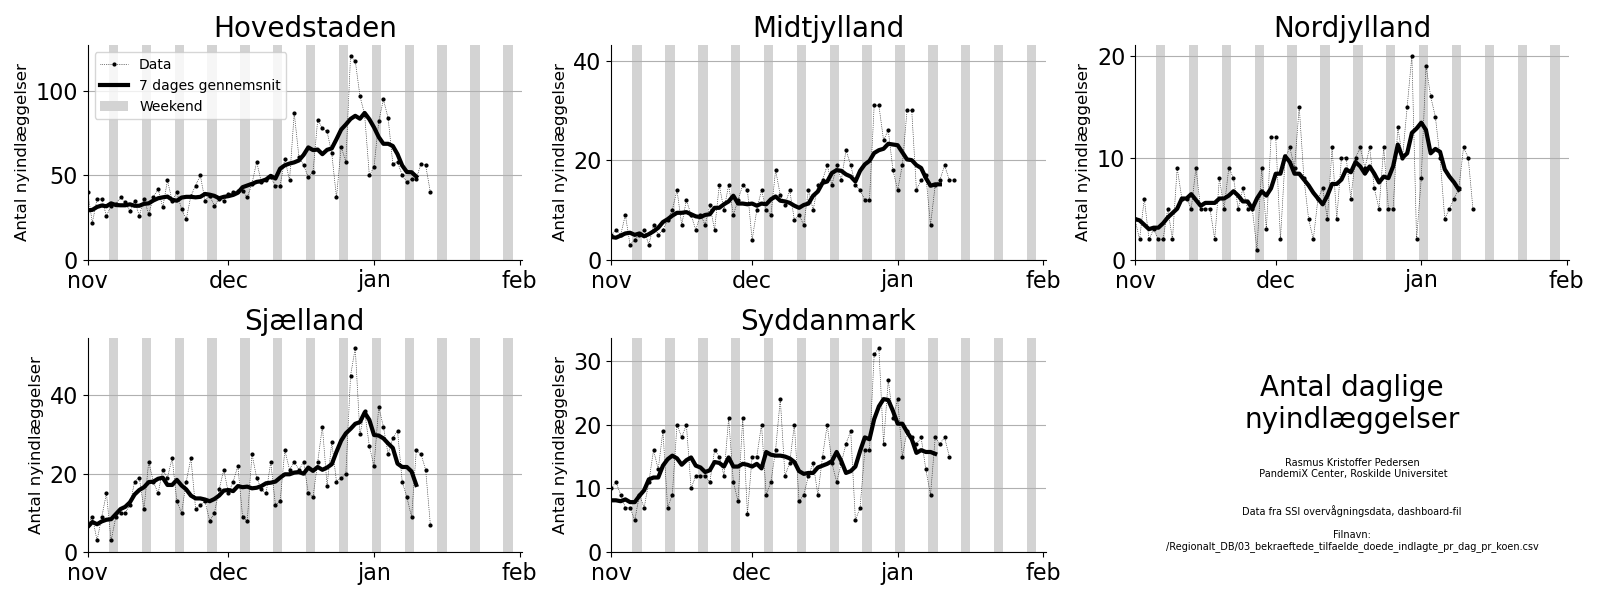 Hovedstaden
Antal nyindlæggelser
Data
7 dages gennemsnit
Weekend
100
50
0
nov
dec
jan
feb
Midtjylland
Antal nyindlæggelser
40
20
0
nov
dec
jan
feb
Nordjylland
Antal nyindlæggelser
20
10
0
nov
dec
jan
feb
Sjælland
Antal nyindlæggelser
40
20
0
nov
dec
jan
feb
Syddanmark
Antal nyindlæggelser
30
20
10
0
nov
dec
jan
feb
Antal daglige
nyindlæggelser
Rasmus Kristoffer Pedersen
PandemiX Center, Roskilde Universitet
Data fra SSI overvågningsdata, dashboard-fil
Filnavn:
/Regionalt_DB/03_bekraeftede_tilfaelde_doede_indlagte_pr_dag_pr_koen.csv